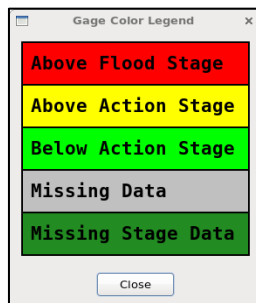 Gage Color Legend
Above Flood Stage
Above Action Stage
Below Action Stage
Missing Data
Missing Stage Data
Close